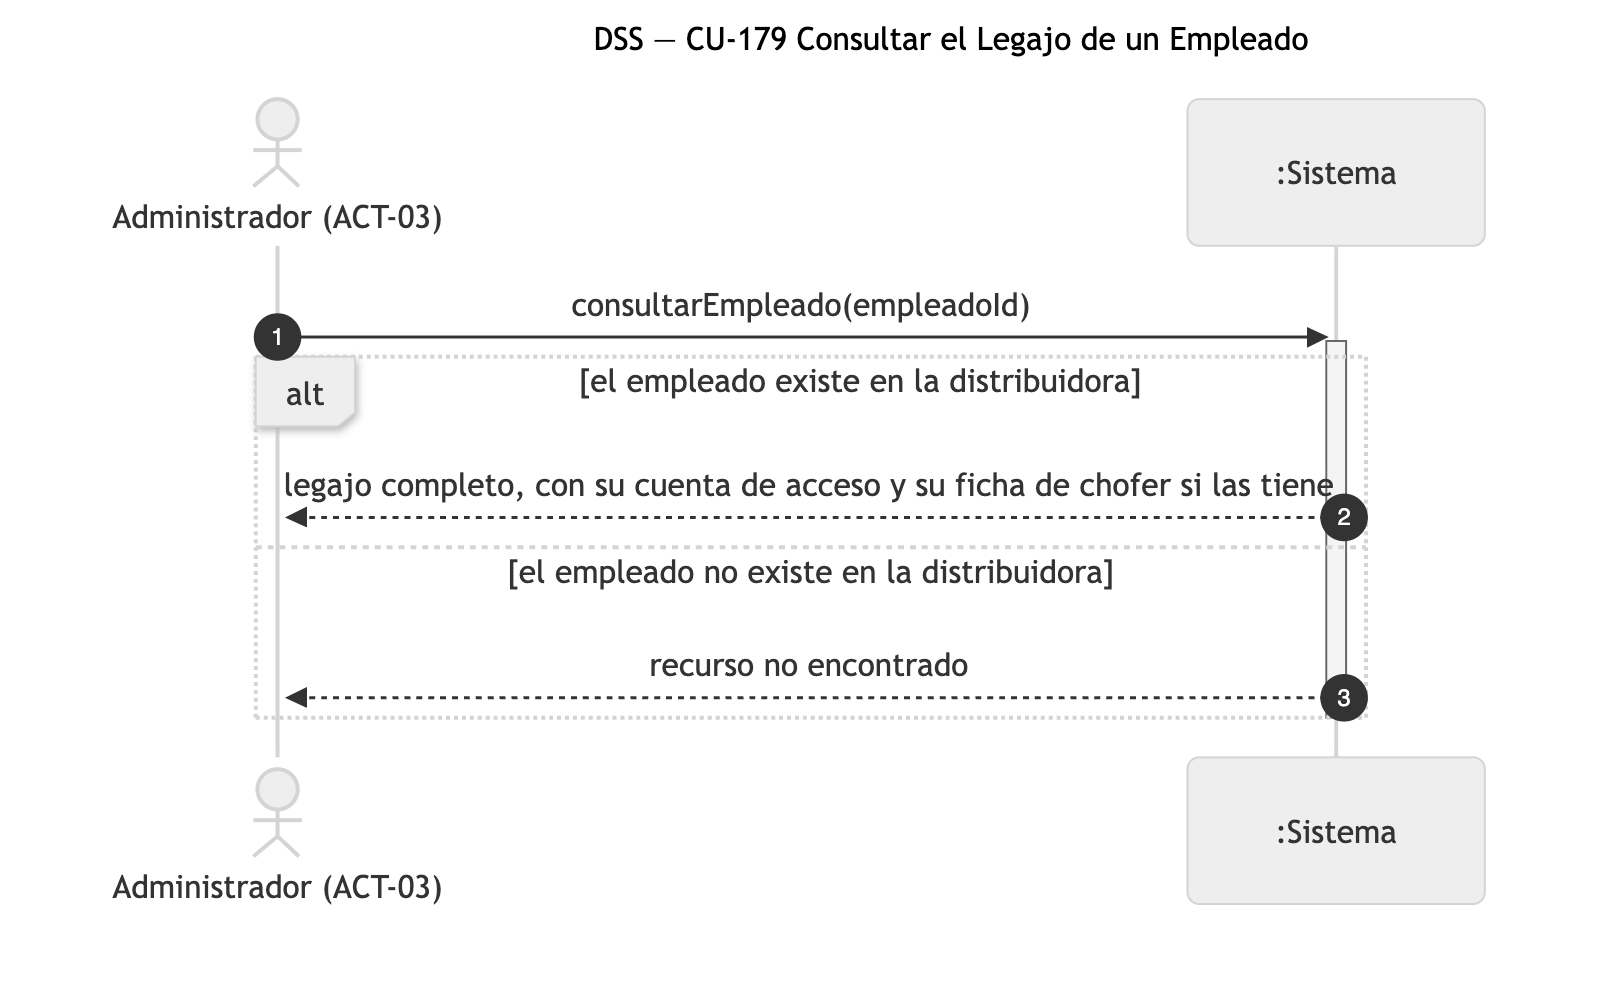 DSS — CU-179 Consultar el Legajo de un Empleado
Administrador (ACT-03)
:Sistema
consultarEmpleado(empleadoId)
1
alt
[el empleado existe en la distribuidora]
legajo completo, con su cuenta de acceso y su ficha de chofer si las tiene
2
[el empleado no existe en la distribuidora]
recurso no encontrado
3
Administrador (ACT-03)
:Sistema